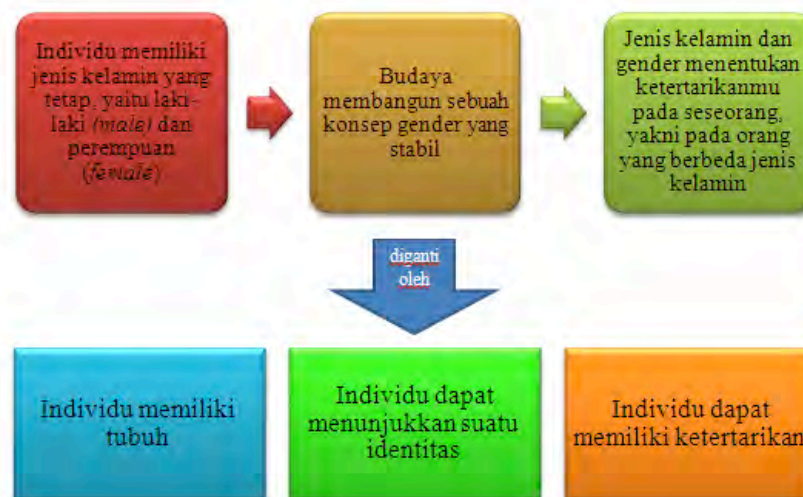 Individu memiliki
jenis kelamin yang
tetap, yaitu laki-
laki (male) dan
perempuan
(female)
Budaya
membangun sebuah
konsep gender yang
stabil
Jenis kelamin dan
gender menentukan
ketertarikanmu
pada seseorang,
yakni pada orang
yang berbeda jenis
kelamin
diganti
oleh
Individu memiliki
tubuh
Individu dapat
menunjukkan suatu
identitas
Individu dapat
memiliki ketertarikan